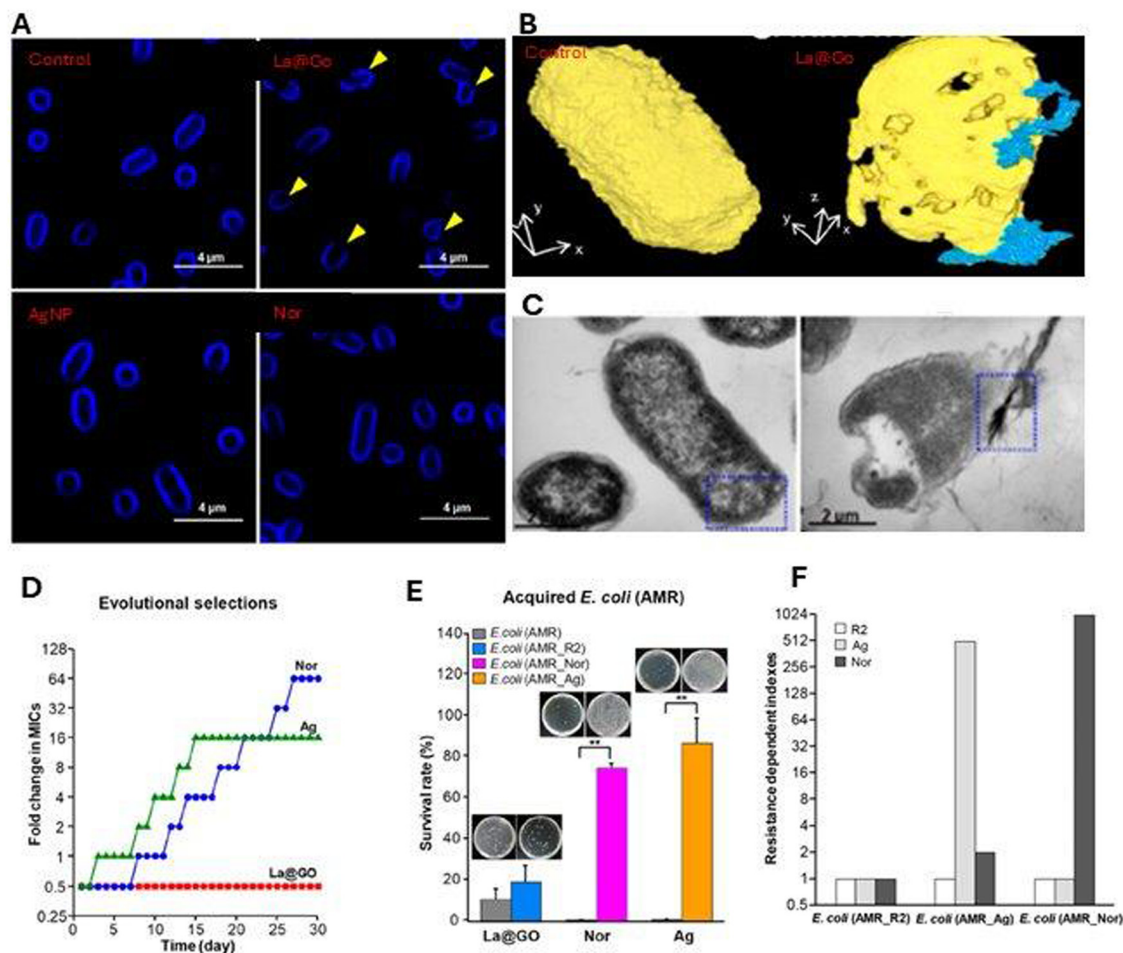 A
Control
La@Go
4 µm
4 µm
AgNP
Nor
4 µm
4 µm
B
Control
La@Go
y
x
z
y
x
C
2 µm
D
Evolutional selections
Fold change in MICs
128
64
32
16
8
4
2
1
0.5
0.25
Nor
Ag
La@GO
0
5
10
15
20
25
30
Time (day)
E
Acquired E. coli (AMR)
Survival rate (%)
140
120
100
80
60
40
20
0
E.coli (AMR)
E.coli (AMR_R2)
E.coli (AMR_Nor)
E.coli (AMR_Ag)
**
**
La@GO
Nor
Ag
F
Resistance dependent indexes
1024
512
256
128
64
32
16
8
4
2
1
0.5
R2
Ag
Nor
E. coli (AMR_R2)
E. coli (AMR_Ag)
E. coli (AMR_Nor)